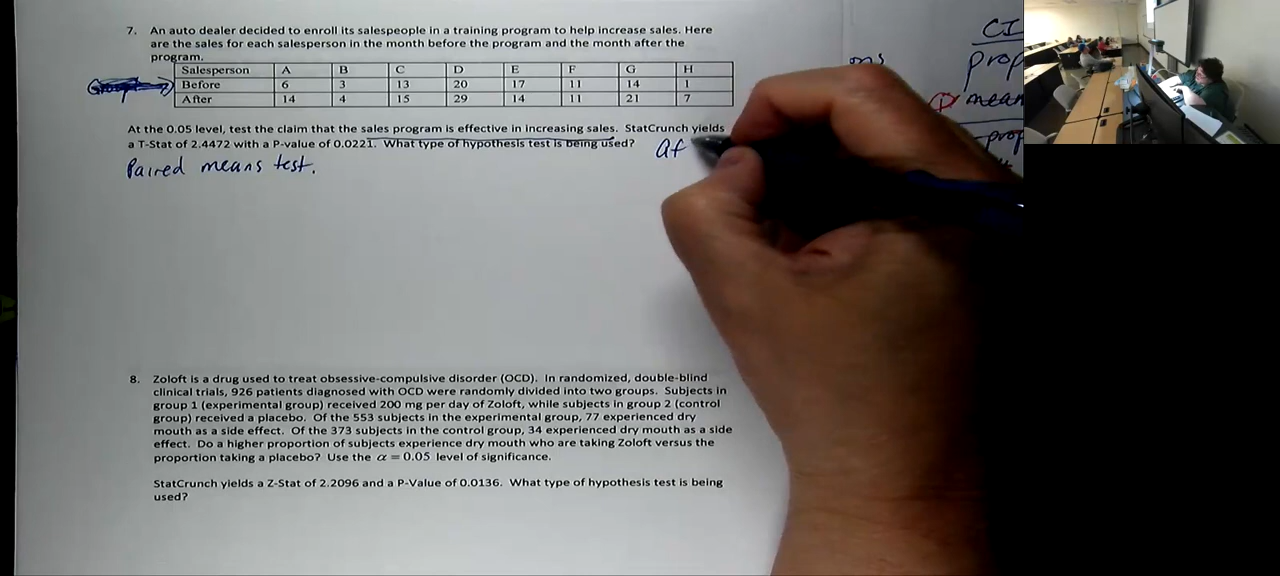 7. An auto dealer decided to enroll its salespeople in a training program to help increase sales. Here
are the sales for each salesperson in the month before the program and the month after the
program.
Salesperson A B C D E F G H
Before 6 3 13 20 17 11 14 1
After 14 4 15 29 14 11 21 7
At the 0.05 level, test the claim that the sales program is effective in increasing sales. StatCrunch yields
a T-Stat of 2.4472 with a P-value of 0.0221. What type of hypothesis test is being used?
af
Paired means test.
8. Zoloft is a drug used to treat obsessive-compulsive disorder (OCD). In randomized, double-blind
clinical trials, 926 patients diagnosed with OCD were randomly divided into two groups. Subjects in
group 1 (experimental group) received 200 mg per day of Zoloft, while subjects in group 2 (control
group) received a placebo. Of the 553 subjects in the experimental group, 77 experienced dry
mouth as a side effect. Of the 373 subjects in the control group, 34 experienced dry mouth as a side
effect. Do a higher proportion of subjects experience dry mouth who are taking Zoloft versus the
proportion taking a placebo? Use the α = 0.05 level of significance.
StatCrunch yields a Z-Stat of 2.2096 and a P-Value of 0.0136. What type of hypothesis test is being
used?
CI
prop
mean
prop